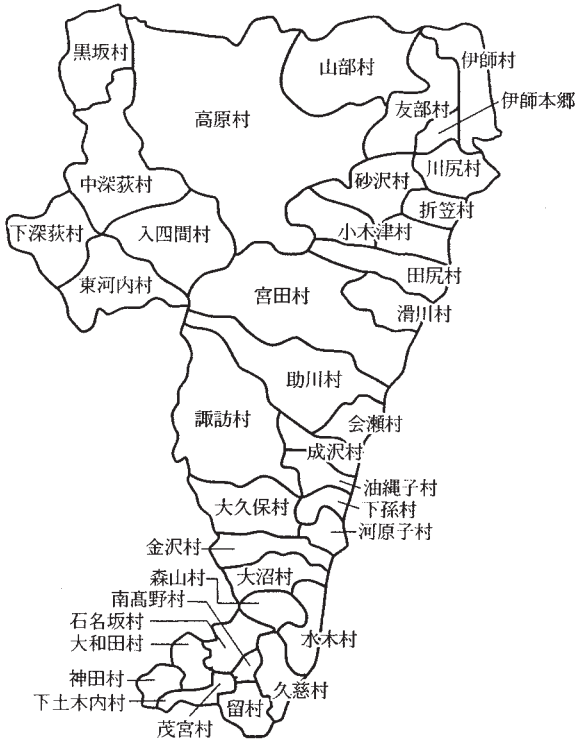 黒坂村
山部村
伊師村
高原村
友部村
伊師本郷
川尻村
砂沢村
中深荻村
折笠村
下深荻村
入四間村
小木津村
田尻村
東河内村
宮田村
滑川村
助川村
諏訪村
会瀬村
成沢村
油縄子村
大久保村
下孫村
河原子村
金沢村
森山村
大沼村
南髙野村
石名坂村
大和田村
水木村
神田村
久慈村
下土木内村
留村
茂宮村